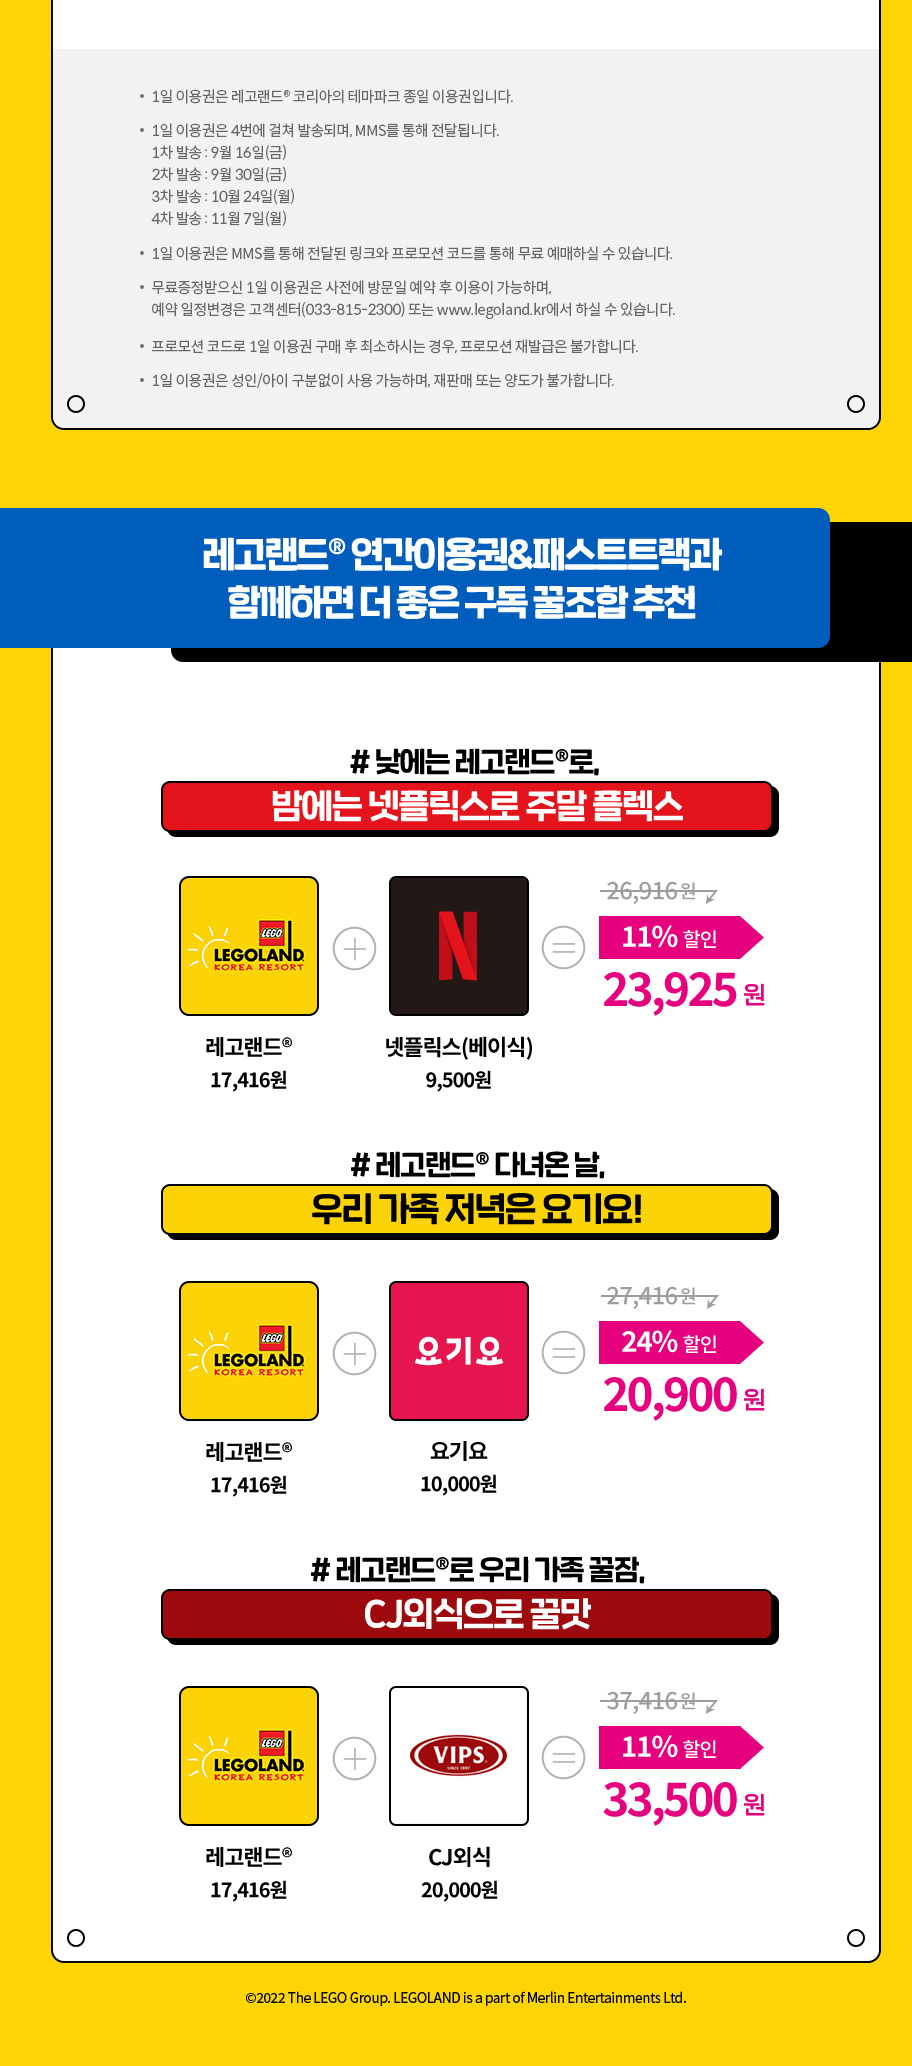 • 1일 이용권은 레고랜드® 코리아의 테마파크 종일 이용권입니다.
• 1일 이용권은 4번에 걸쳐 발송되며, MMS를 통해 전달됩니다.
1차 발송 : 9월 16일(금)
2차 발송 : 9월 30일(금)
3차 발송 : 10월 24일(월)
4차 발송 : 11월 7일(월)
• 1일 이용권은 MMS를 통해 전달된 링크와 프로모션 코드를 통해 무료 예매하실 수 있습니다.
• 무료증정받으신 1일 이용권은 사전에 방문일 예약 후 이용이 가능하며,
예약 일정변경은 고객센터(033-815-2300) 또는 www.legoland.kr에서 하실 수 있습니다.
• 프로모션 코드로 1일 이용권 구매 후 최소하시는 경우, 프로모션 재발급은 불가합니다.
• 1일 이용권은 성인/아이 구분없이 사용 가능하며, 재판매 또는 양도가 불가합니다.
레고랜드® 연간이용권&패스트트랙과
함께하면 더 좋은 구독 꿀조합 추천
# 낮에는 레고랜드®로,
밤에는 넷플릭스로 주말 플렉스
LEGO
LEGOLAND
KOREA RESORT
N
26,916원
11% 할인
23,925 원
레고랜드®
17,416원
넷플릭스(베이식)
9,500원
# 레고랜드® 다녀온 날,
우리 가족 저녁은 요기요!
LEGO
LEGOLAND
KOREA RESORT
요기요
27,416원
24% 할인
20,900 원
레고랜드®
17,416원
요기요
10,000원
# 레고랜드®로 우리 가족 꿀잠,
CJ외식으로 꿀맛
LEGO
LEGOLAND
KOREA RESORT
VIPS
SINCE 1997
37,416원
11% 할인
33,500 원
레고랜드®
17,416원
CJ외식
20,000원
©2022 The LEGO Group. LEGOLAND is a part of Merlin Entertainments Ltd.